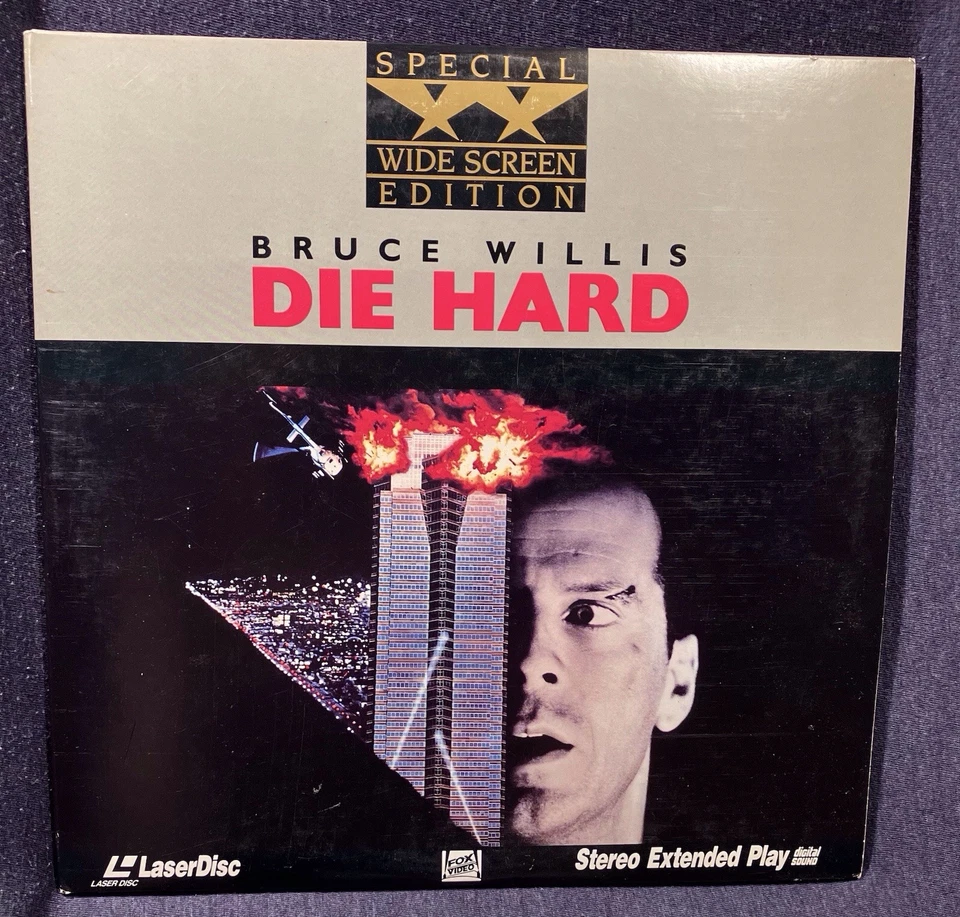 SPECIAL
WIDE SCREEN
EDITION
BRUCE WILLIS
DIE HARD
LaserDisc
LASER DISC
FOX
VIDEO
Stereo Extended Play digital
SOUND